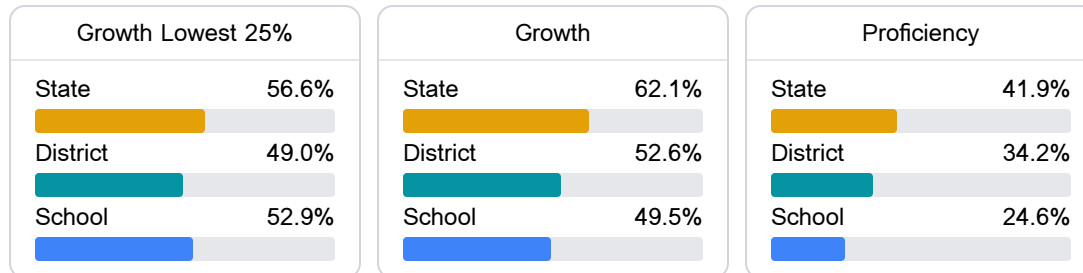 Growth Lowest 25%
State 56.6%
District 49.0%
School 52.9%
Growth
State 62.1%
District 52.6%
School 49.5%
Proficiency
State 41.9%
District 34.2%
School 24.6%